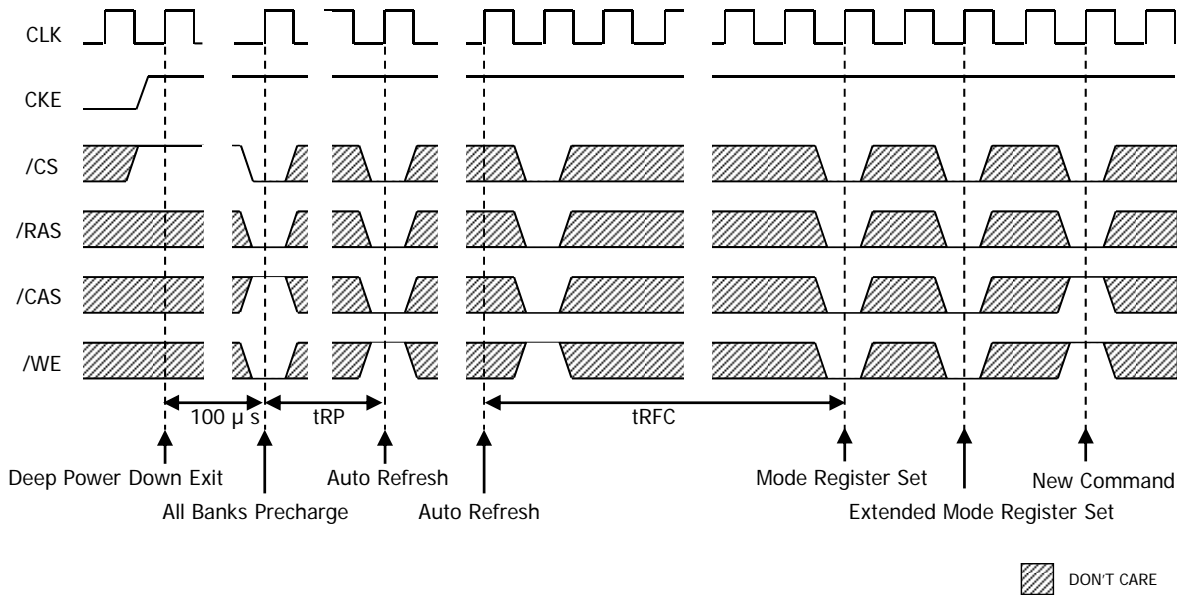 CLK
CKE
/CS
/RAS
/CAS
/WE
100 µ s
tRP
tRFC
Deep Power Down Exit
Auto Refresh
Mode Register Set
New Command
All Banks Precharge
Auto Refresh
Extended Mode Register Set
DON'T CARE